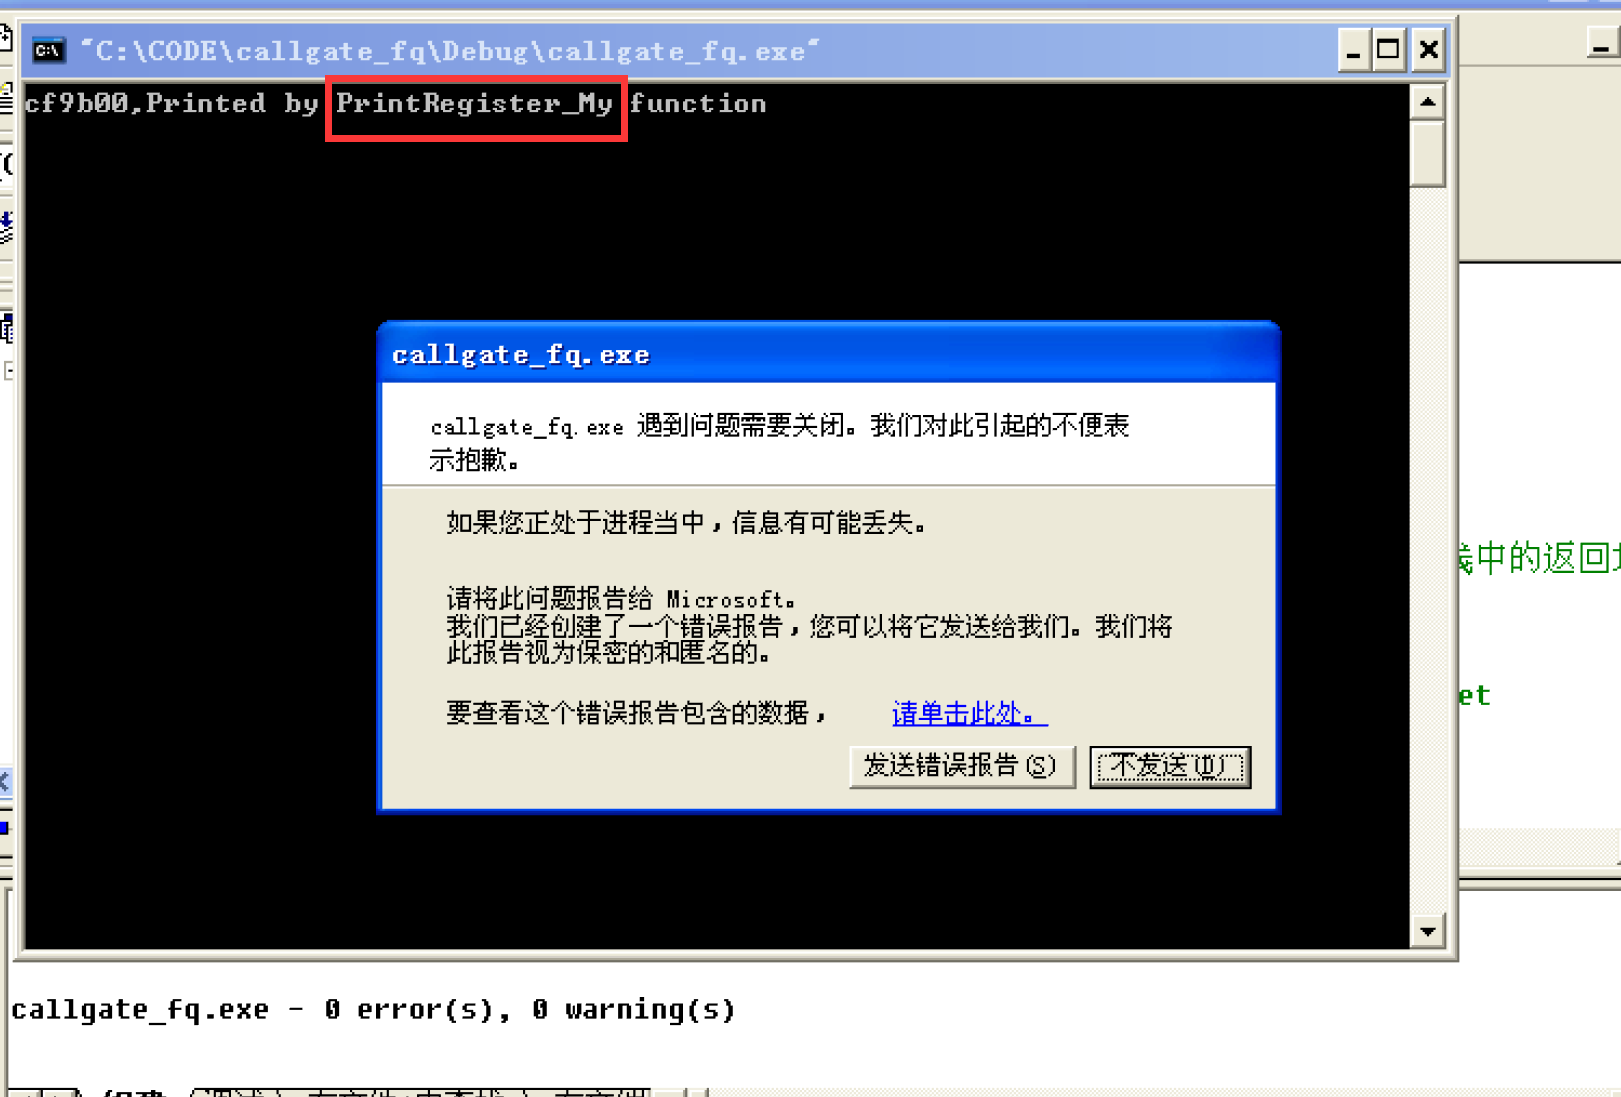 "C:\CODE\callgate_fq\Debug\callgate_fq.exe"
cf9b00,Printed by PrintRegister_My function
callgate_fq.exe
callgate_fq.exe 遇到问题需要关闭。我们对此引起的不便表
示抱歉。
如果您正处于进程当中，信息有可能丢失。
请将此问题报告给 Microsoft。
我们已经创建了一个错误报告，您可以将它发送给我们。我们将
此报告视为保密的和匿名的。
要查看这个错误报告包含的数据， 请单击此处。
发送错误报告(S) 不发送(D)
中的返回
et
callgate_fq.exe - 0 error(s), 0 warning(s)